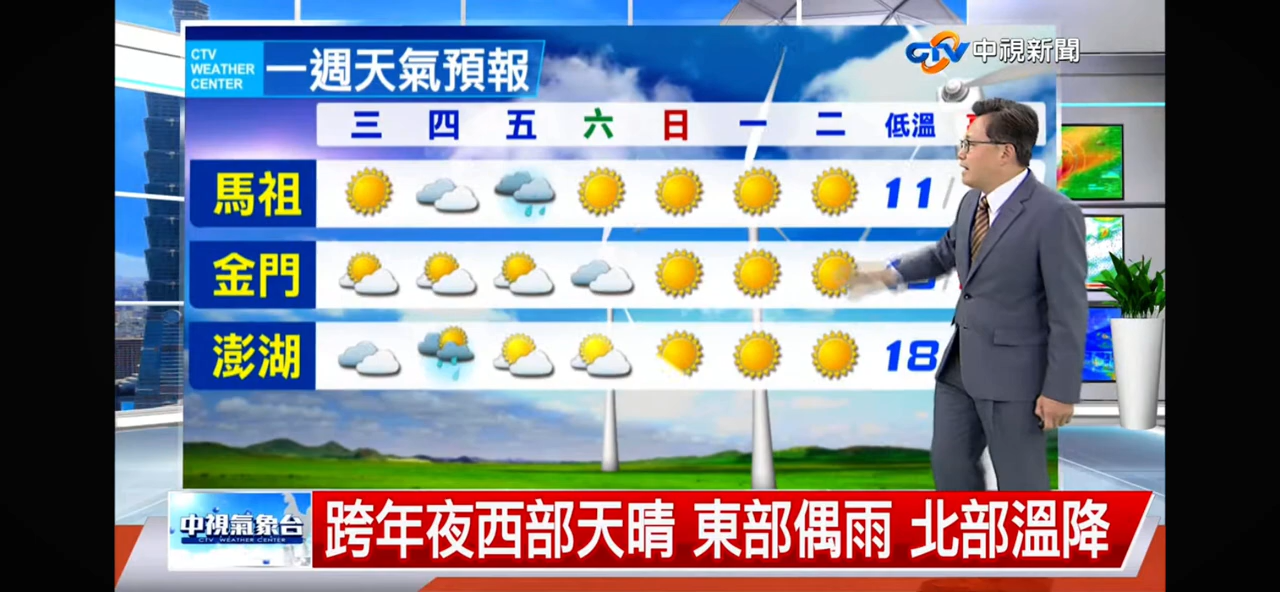 CTV
WEATHER
CENTER
一週天氣預報
CTV 中視新聞
三 四 五 六 日 一 二 低溫
馬祖 11/
金門
澎湖 18
中視氣象台
CTV WEATHER CENTER
跨年夜西部天晴 東部偶雨 北部溫降